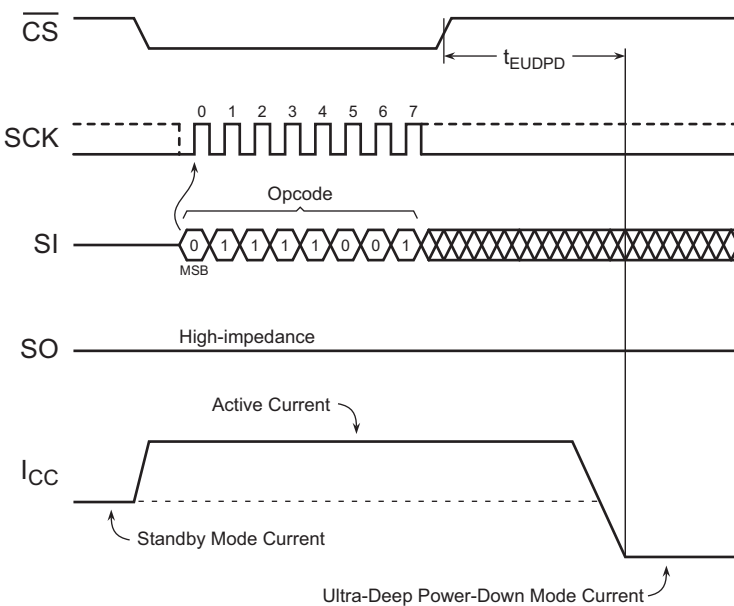 CS
tEUDPD
0 1 2 3 4 5 6 7
SCK
Opcode
SI
0 1 1 1 1 0 0 1
MSB
High-impedance
SO
Active Current
ICC
Standby Mode Current
Ultra-Deep Power-Down Mode Current